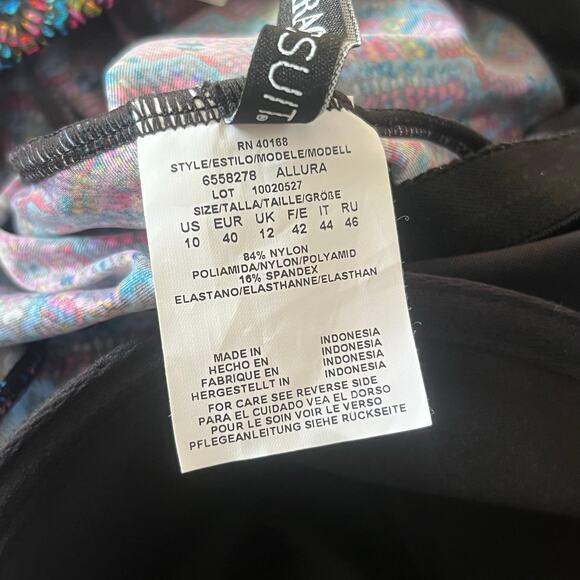 SUIT®
RN 40168
STYLE/ESTILO/MODELE/MODELL
6558278 ALLURA
LOT 10020527
SIZE/TALLA/TAILLE/GRÖßE
US EUR UK F/E IT RU
10 40 12 42 44 46
84% NYLON
POLIAMIDA/NYLON/POLYAMID
16% SPANDEX
ELASTANO/ELASTHANNE/ELASTHAN
MADE IN INDONESIA
HECHO EN INDONESIA
FABRIQUE EN INDONESIA
HERGESTELLT IN INDONESIA
FOR CARE SEE REVERSE SIDE
PARA EL CUIDADO VEA EL DORSO
POUR LE SOIN VOIR LE VERSO
PFLEGEANLEITUNG SIEHE RÜCKSEITE